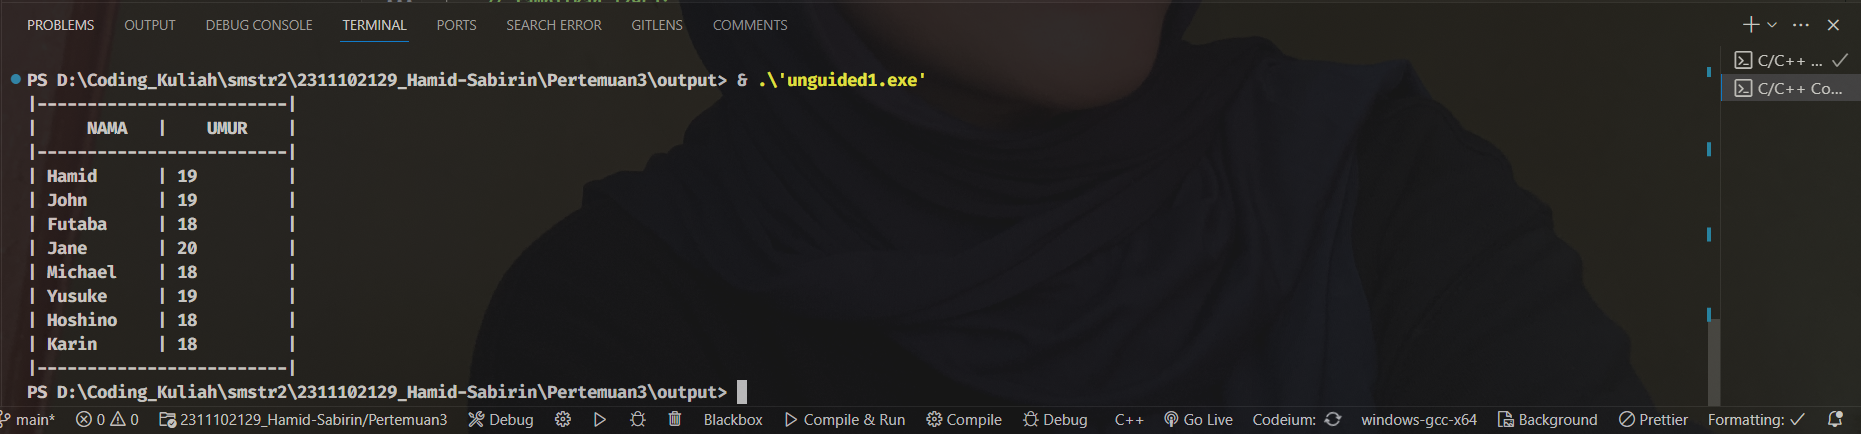 PROBLEMS OUTPUT DEBUG CONSOLE TERMINAL PORTS SEARCH ERROR GITLENS COMMENTS
PS D:\Coding_Kuliah\smstr2\2311102129_Hamid-Sabirin\Pertemuan3\output> & .\'unguided1.exe'
|-------------------------|
| NAMA | UMUR |
|-------------------------|
| Hamid | 19 |
| John | 19 |
| Futaba | 18 |
| Jane | 20 |
| Michael | 18 |
| Yusuke | 19 |
| Hoshino | 18 |
| Karin | 18 |
|-------------------------|
PS D:\Coding_Kuliah\smstr2\2311102129_Hamid-Sabirin\Pertemuan3\output>
C/C++ ...
C/C++ Co...
main* 0 0 2311102129_Hamid-Sabirin/Pertemuan3 Debug Blackbox Compile & Run Compile Debug C++ Go Live Codeium: windows-gcc-x64 Background Prettier Formatting: